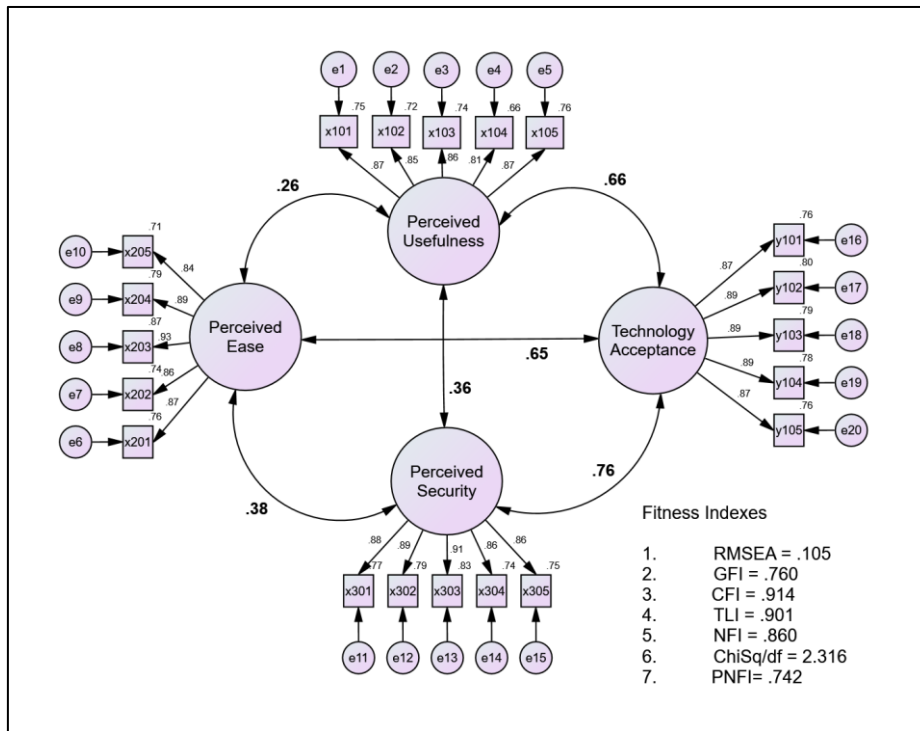 e1 e2 e3 e4 e5
.75 .72 .74 .66 .76
x101 x102 x103 x104 x105
.87 .85 .86 .81 .87
.26
.66
Perceived
Usefulness
.71
e10 x205 .84
.79
e9 x204 .89
.87
e8 x203 .93
.74 .86
e7 x202 .87
.76
e6 x201
Perceived
Ease
.65
.36
Technology
Acceptance
.76
.87 y101 e16
.80
.89 y102 e17
.79
.89 y103 e18
.78
.89 y104 e19
.76
.87 y105 e20
Perceived
Security
.38
.76
.88 .89 .91 .86 .86
.77 .79 .83 .74 .75
x301 x302 x303 x304 x305
e11 e12 e13 e14 e15
Fitness Indexes
1. RMSEA = .105
2. GFI = .760
3. CFI = .914
4. TLI = .901
5. NFI = .860
6. ChiSq/df = 2.316
7. PNFI= .742